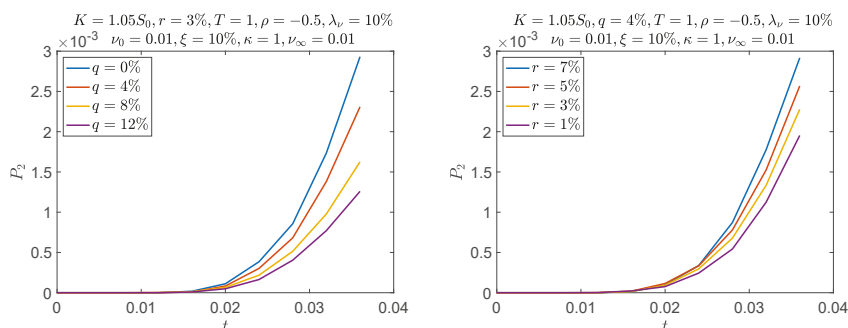 K = 1.05S₀, r = 3%, T = 1, ρ = −0.5, λ_ν = 10%
ν₀ = 0.01, ξ = 10%, κ = 1, ν_∞ = 0.01
×10⁻³
3
2.5
2
1.5
1
0.5
0
P₂
q = 0%
q = 4%
q = 8%
q = 12%
0
0.01
0.02
0.03
0.04
t
K = 1.05S₀, q = 4%, T = 1, ρ = −0.5, λ_ν = 10%
ν₀ = 0.01, ξ = 10%, κ = 1, ν_∞ = 0.01
×10⁻³
3
2.5
2
1.5
1
0.5
0
P₂
r = 7%
r = 5%
r = 3%
r = 1%
0
0.01
0.02
0.03
0.04
t